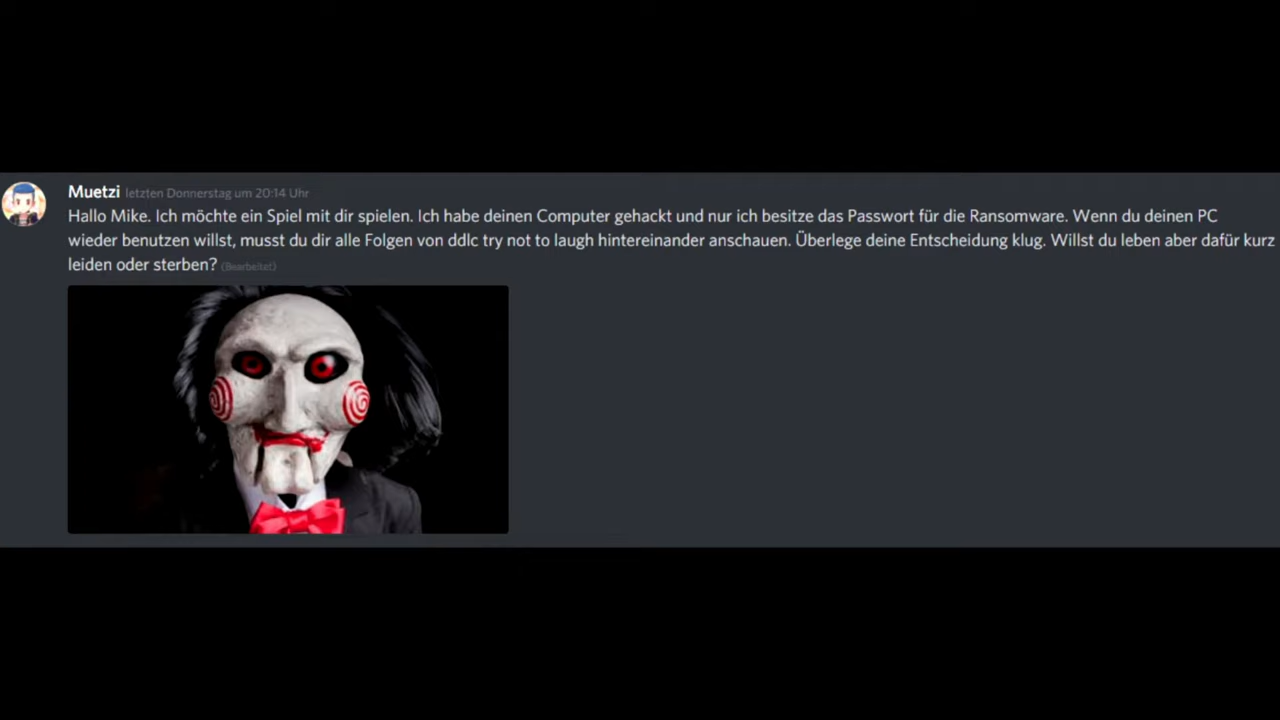 Muetzi letzten Donnerstag um 20:14 Uhr
Hallo Mike. Ich möchte ein Spiel mit dir spielen. Ich habe deinen Computer gehackt und nur ich besitze das Passwort für die Ransomware. Wenn du deinen PC
wieder benutzen willst, musst du dir alle Folgen von ddlc try not to laugh hintereinander anschauen. Überlege deine Entscheidung klug. Willst du leben aber dafür kurz
leiden oder sterben? (Bearbeitet)